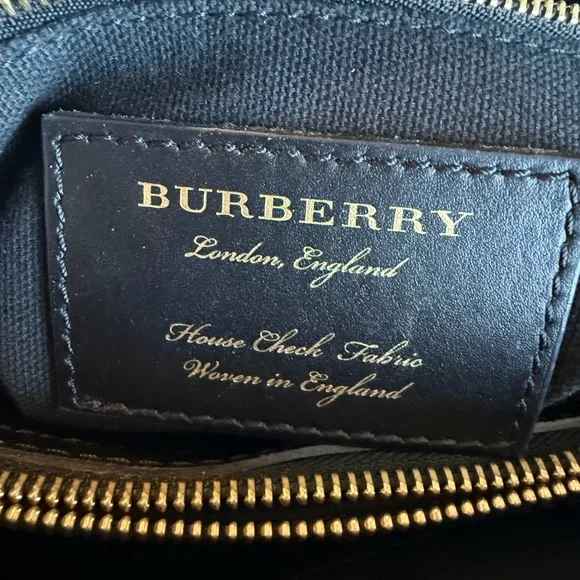 BURBERRY
London, England
House Check Fabric
Woven in England